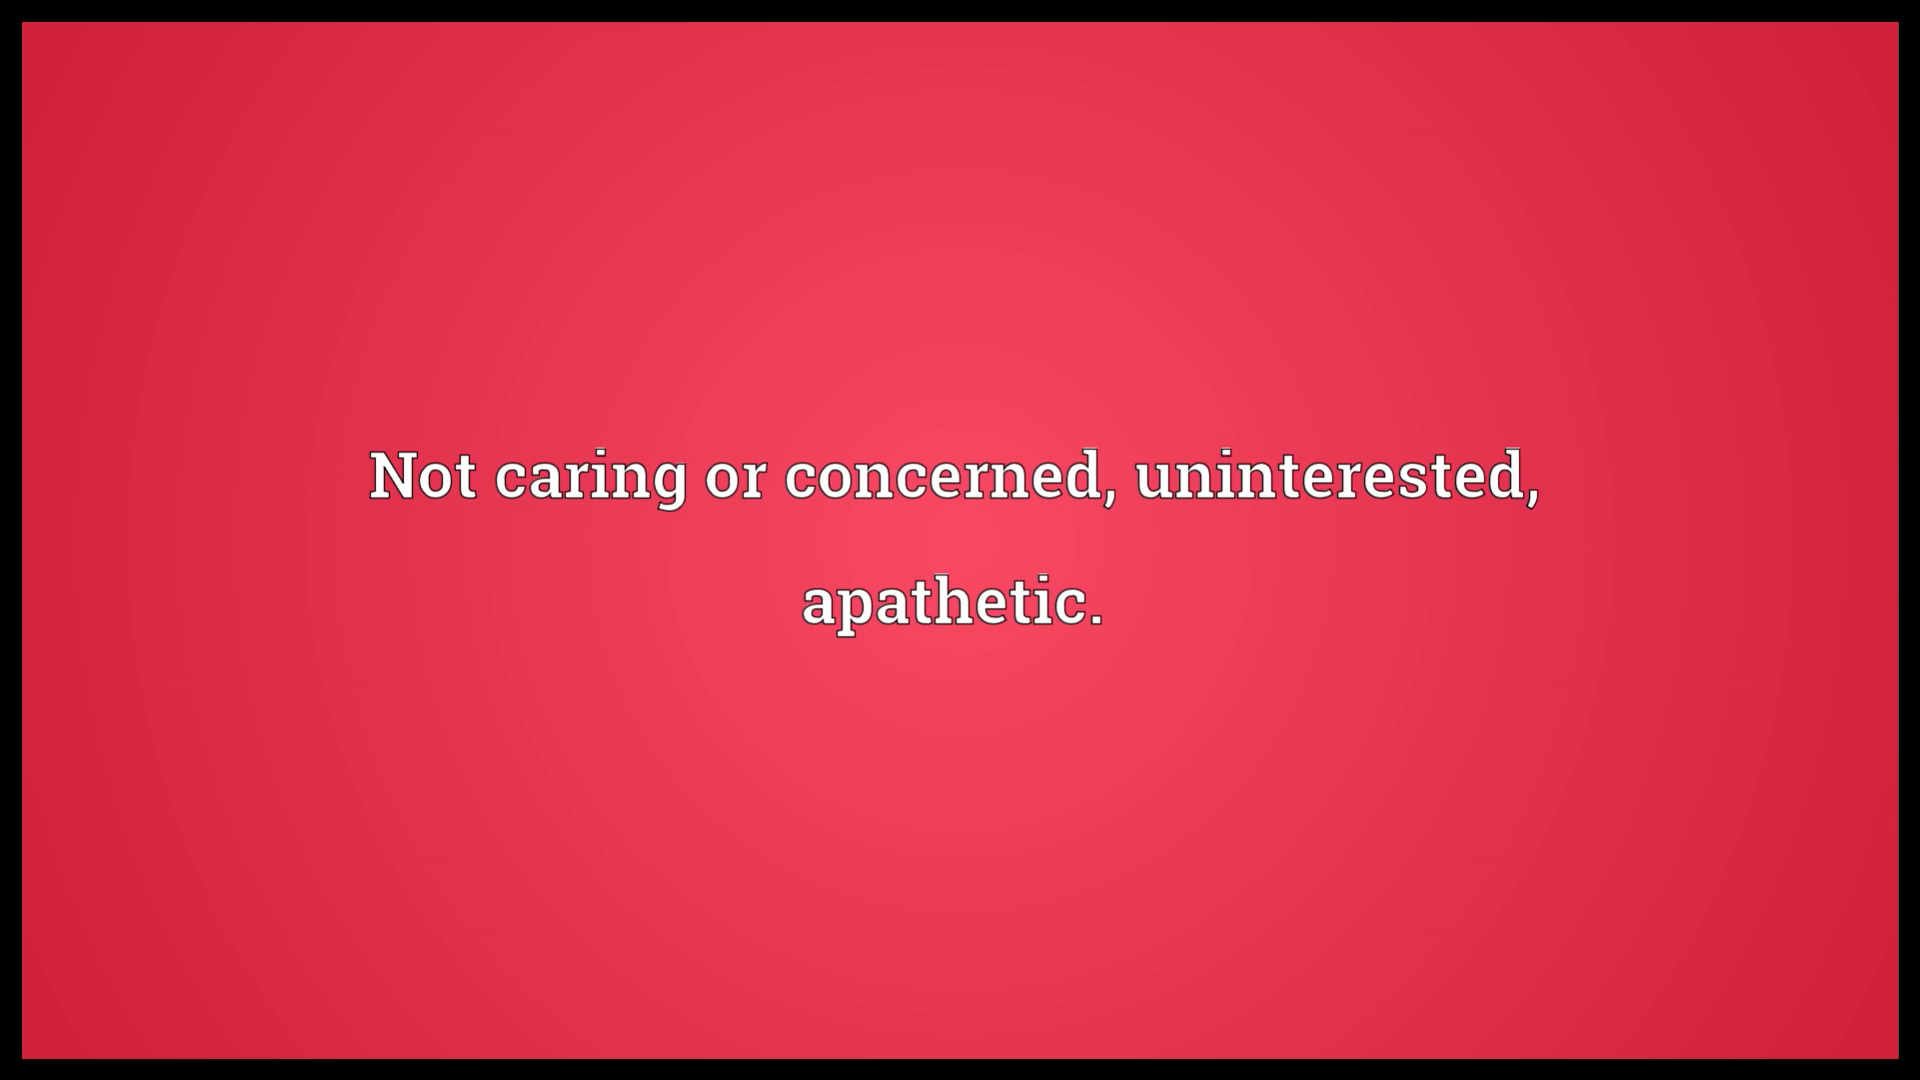 Not caring or concerned, uninterested,
apathetic.